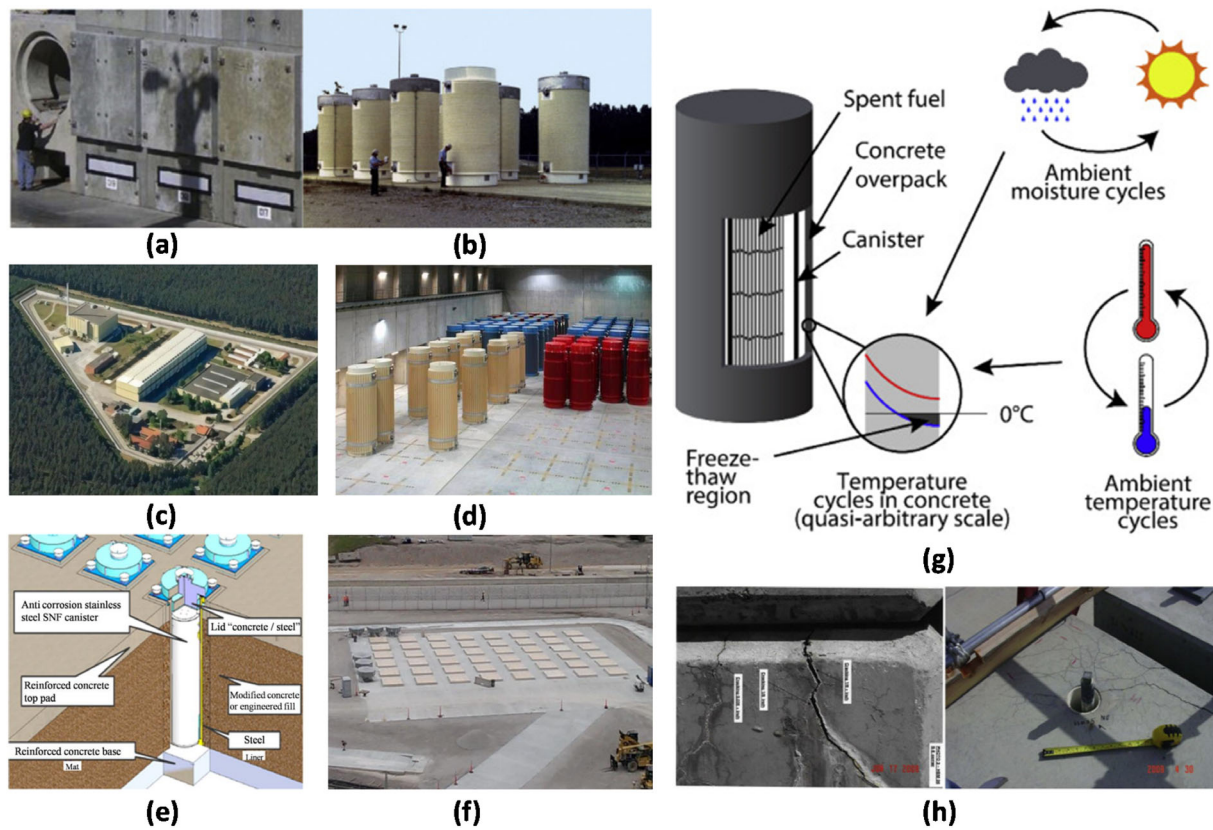 (a)
(b)
(c)
(d)
Anti corrosion stainless
steel SNF canister
Lid “concrete / steel”
Reinforced concrete
top pad
Modified concrete
or engineered fill
Steel
Liner
Reinforced concrete base
Mat
(e)
(f)
Spent fuel
Concrete
overpack
Canister
Ambient
moisture cycles
0°C
Freeze-
thaw
region
Temperature
cycles in concrete
(quasi-arbitrary scale)
Ambient
temperature
cycles
(g)
(h)